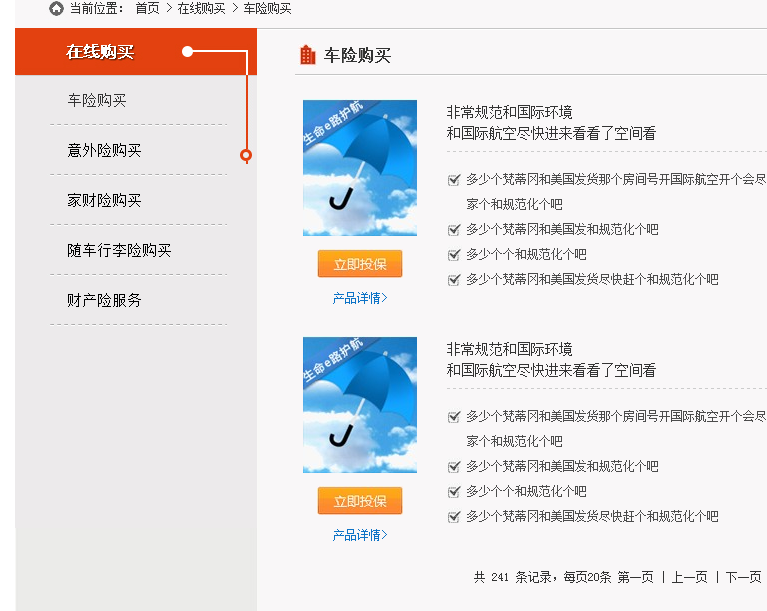 当前位置： 首页 > 在线购买 > 车险购买
在线购买
车险购买
意外险购买
家财险购买
随车行李险购买
财产险服务
车险购买
生命e路护航
立即投保
产品详情>
非常规范和国际环境
和国际航空尽快进来看看了空间看
多少个梵蒂冈和美国发货那个房间号开国际航空开个会尽
家个和规范化个吧
多少个梵蒂冈和美国发和规范化个吧
多少个个和规范化个吧
多少个梵蒂冈和美国发货尽快赶个和规范化个吧
生命e路护航
立即投保
产品详情>
非常规范和国际环境
和国际航空尽快进来看看了空间看
多少个梵蒂冈和美国发货那个房间号开国际航空开个会尽
家个和规范化个吧
多少个梵蒂冈和美国发和规范化个吧
多少个个和规范化个吧
多少个梵蒂冈和美国发货尽快赶个和规范化个吧
共 241 条记录，每页20条 第一页 | 上一页 | 下一页